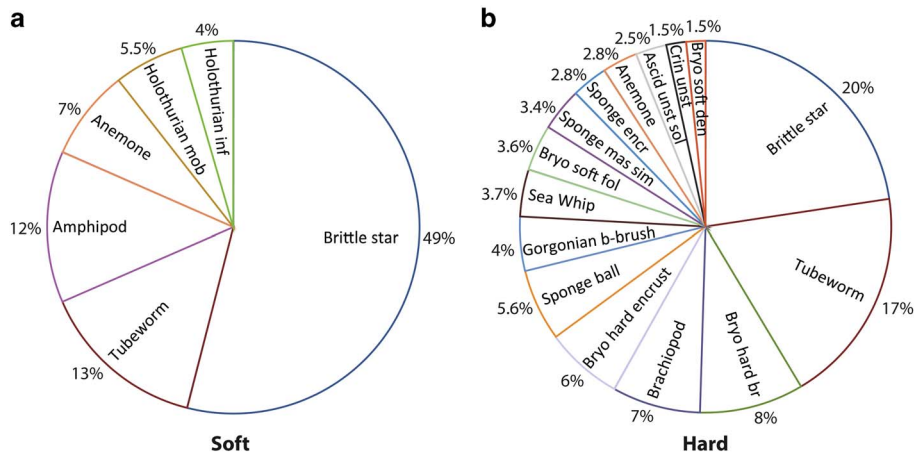 a
4%
5.5%
7%
12%
13%
49%
Holothurian inf
Holothurian mob
Anemone
Amphipod
Tubeworm
Brittle star
Soft
b
1.5%
1.5%
2.5%
2.8%
2.8%
3.4%
3.6%
3.7%
4%
5.6%
6%
7%
8%
17%
20%
Bryo soft den
Crin unst
Ascid unst sol
Anemone
Sponge encr
Sponge mas sim
Bryo soft fol
Sea Whip
Gorgonian b-brush
Sponge ball
Bryo hard encrust
Brachiopod
Bryo hard br
Tubeworm
Brittle star
Hard